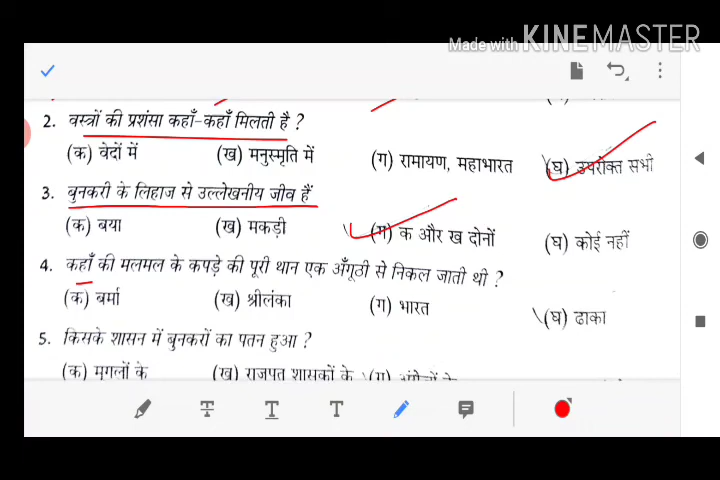 Made with KINEMASTER
2. वस्त्रों की प्रशंसा कहाँ-कहाँ मिलती है ?
(क) वेदों में (ख) मनुस्मृति में (ग) रामायण, महाभारत (घ) उपरोक्त सभी
3. बुनकरी के लिहाज से उल्लेखनीय जीव हैं
(क) बया (ख) मकड़ी (ग) क और ख दोनों (घ) कोई नहीं
4. कहाँ की मलमल के कपड़े की पूरी थान एक अँगूठी से निकल जाती थी ?
(क) बर्मा (ख) श्रीलंका (ग) भारत (घ) ढाका
5. किसके शासन में बुनकरों का पतन हुआ ?
(क) मुगलों के (ख) राजपूत शासकों के (ग) अंग्रेजों के